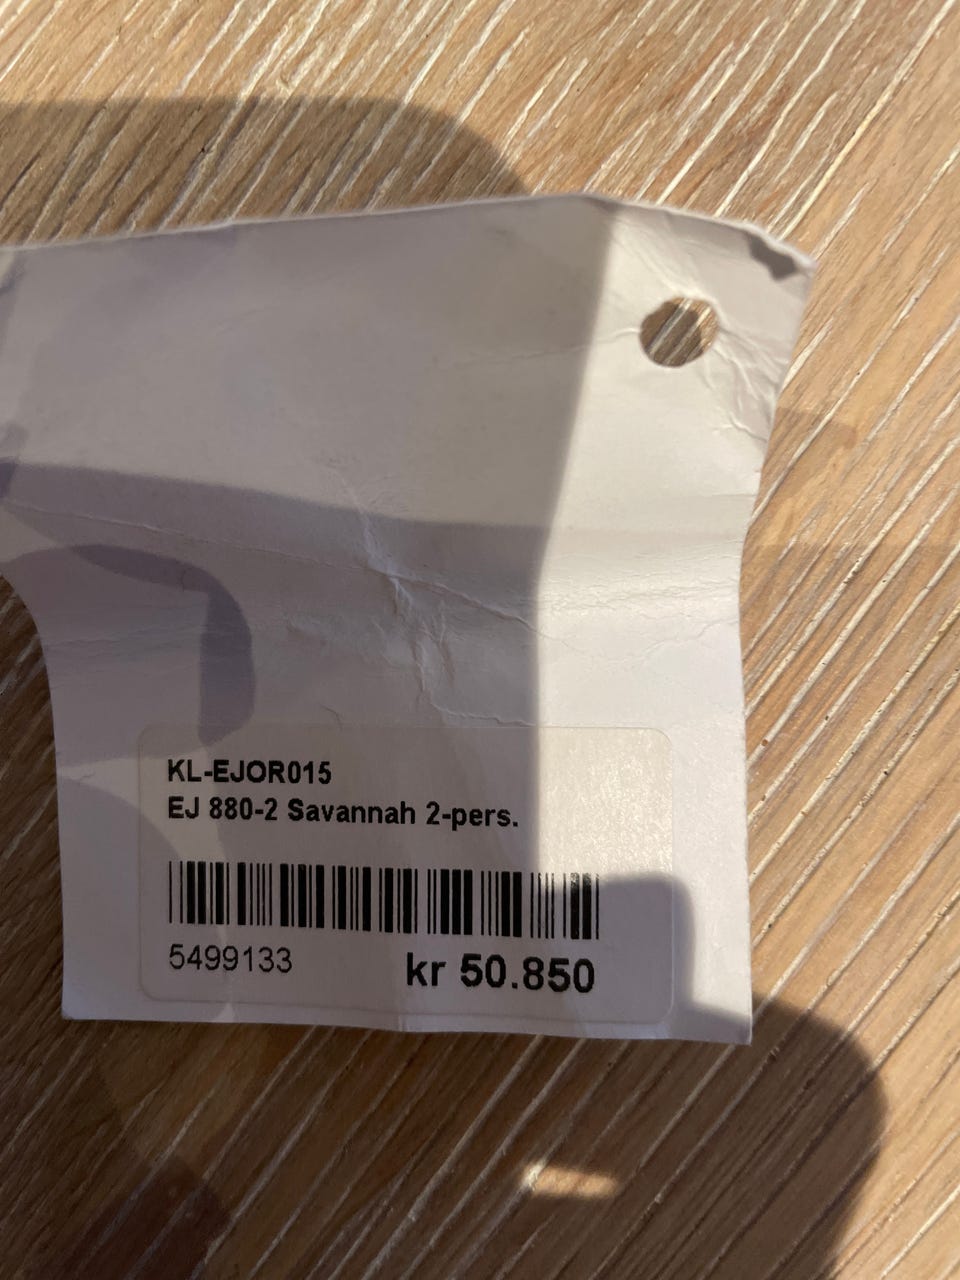 KL-EJOR015
EJ 880-2 Savannah 2-pers.
5499133
kr 50.850